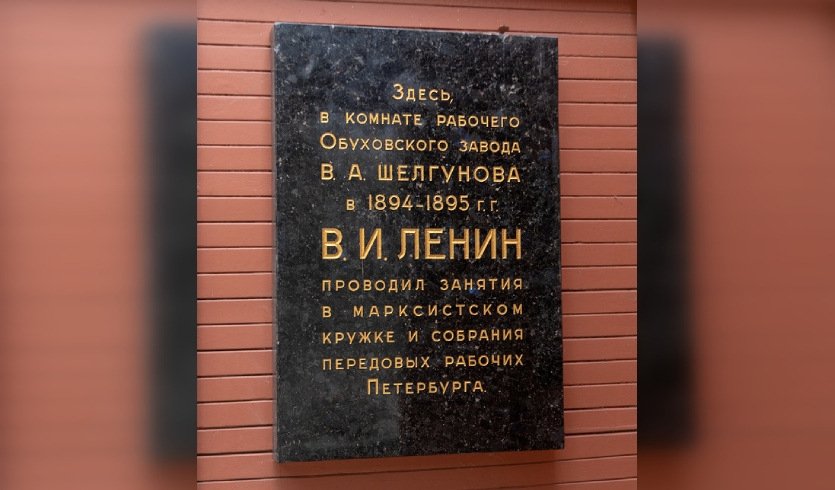 Здесь,
в комнате рабочего
Обуховского завода
В. А. ШЕЛГУНОВА
в 1894-1895 г.г.
В. И. ЛЕНИН
проводил занятия
в марксистском
кружке и собрания
передовых рабочих
Петербурга.